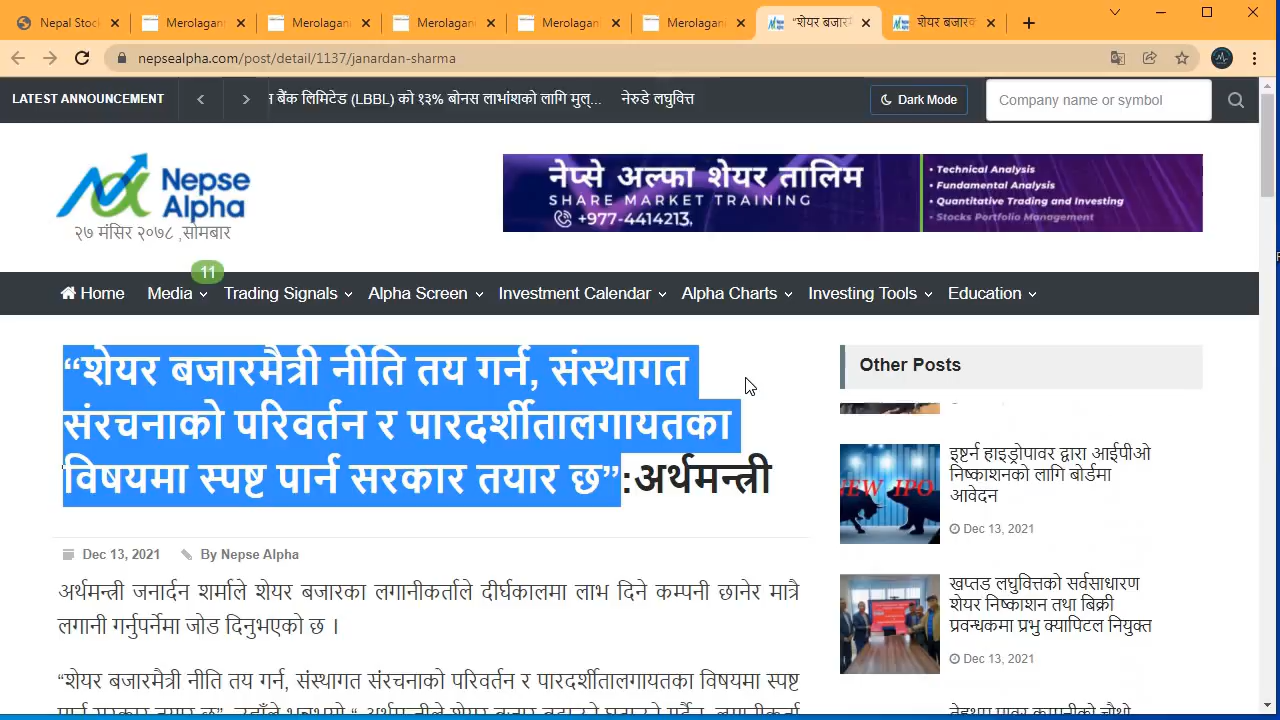 Nepal Stock
Merolagan
Merolagan
Merolagan
Merolagan
Merolagan
“शेयर बजारमै
शेयर बजारक
nepsealpha.com/post/detail/1137/janardan-sharma
LATEST ANNOUNCEMENT
बैंक लिमिटेड (LBBL) को १३% बोनस लाभांशको लागि मुल्... नेरुडे लघुवित्त
Dark Mode
Company name or symbol
Nepse Alpha
२७ मंसिर २०७८ ,सोमबार
नेप्से अल्फा शेयर तालिम
SHARE MARKET TRAINING
+977-4414213,
• Technical Analysis
• Fundamental Analysis
• Quantitative Trading and Investing
• Stocks Portfolio Management
11
Home Media Trading Signals Alpha Screen Investment Calendar Alpha Charts Investing Tools Education
“शेयर बजारमैत्री नीति तय गर्न, संस्थागत
संरचनाको परिवर्तन र पारदर्शीतालगायतका
विषयमा स्पष्ट पार्न सरकार तयार छ”:अर्थमन्त्री
Dec 13, 2021 By Nepse Alpha
अर्थमन्त्री जनार्दन शर्माले शेयर बजारका लगानीकर्ताले दीर्घकालमा लाभ दिने कम्पनी छानेर मात्रै
लगानी गर्नुपर्नेमा जोड दिनुभएको छ ।
“शेयर बजारमैत्री नीति तय गर्न, संस्थागत संरचनाको परिवर्तन र पारदर्शीतालगायतका विषयमा स्पष्ट
Other Posts
NEW IPO
इष्टर्न हाइड्रोपावर द्वारा आईपीओ
निष्काशनको लागि बोर्डमा
आवेदन
Dec 13, 2021
खप्तड लघुवित्तको सर्वसाधारण
शेयर निष्काशन तथा बिक्री
प्रवन्धकमा प्रभु क्यापिटल नियुक्त
Dec 13, 2021